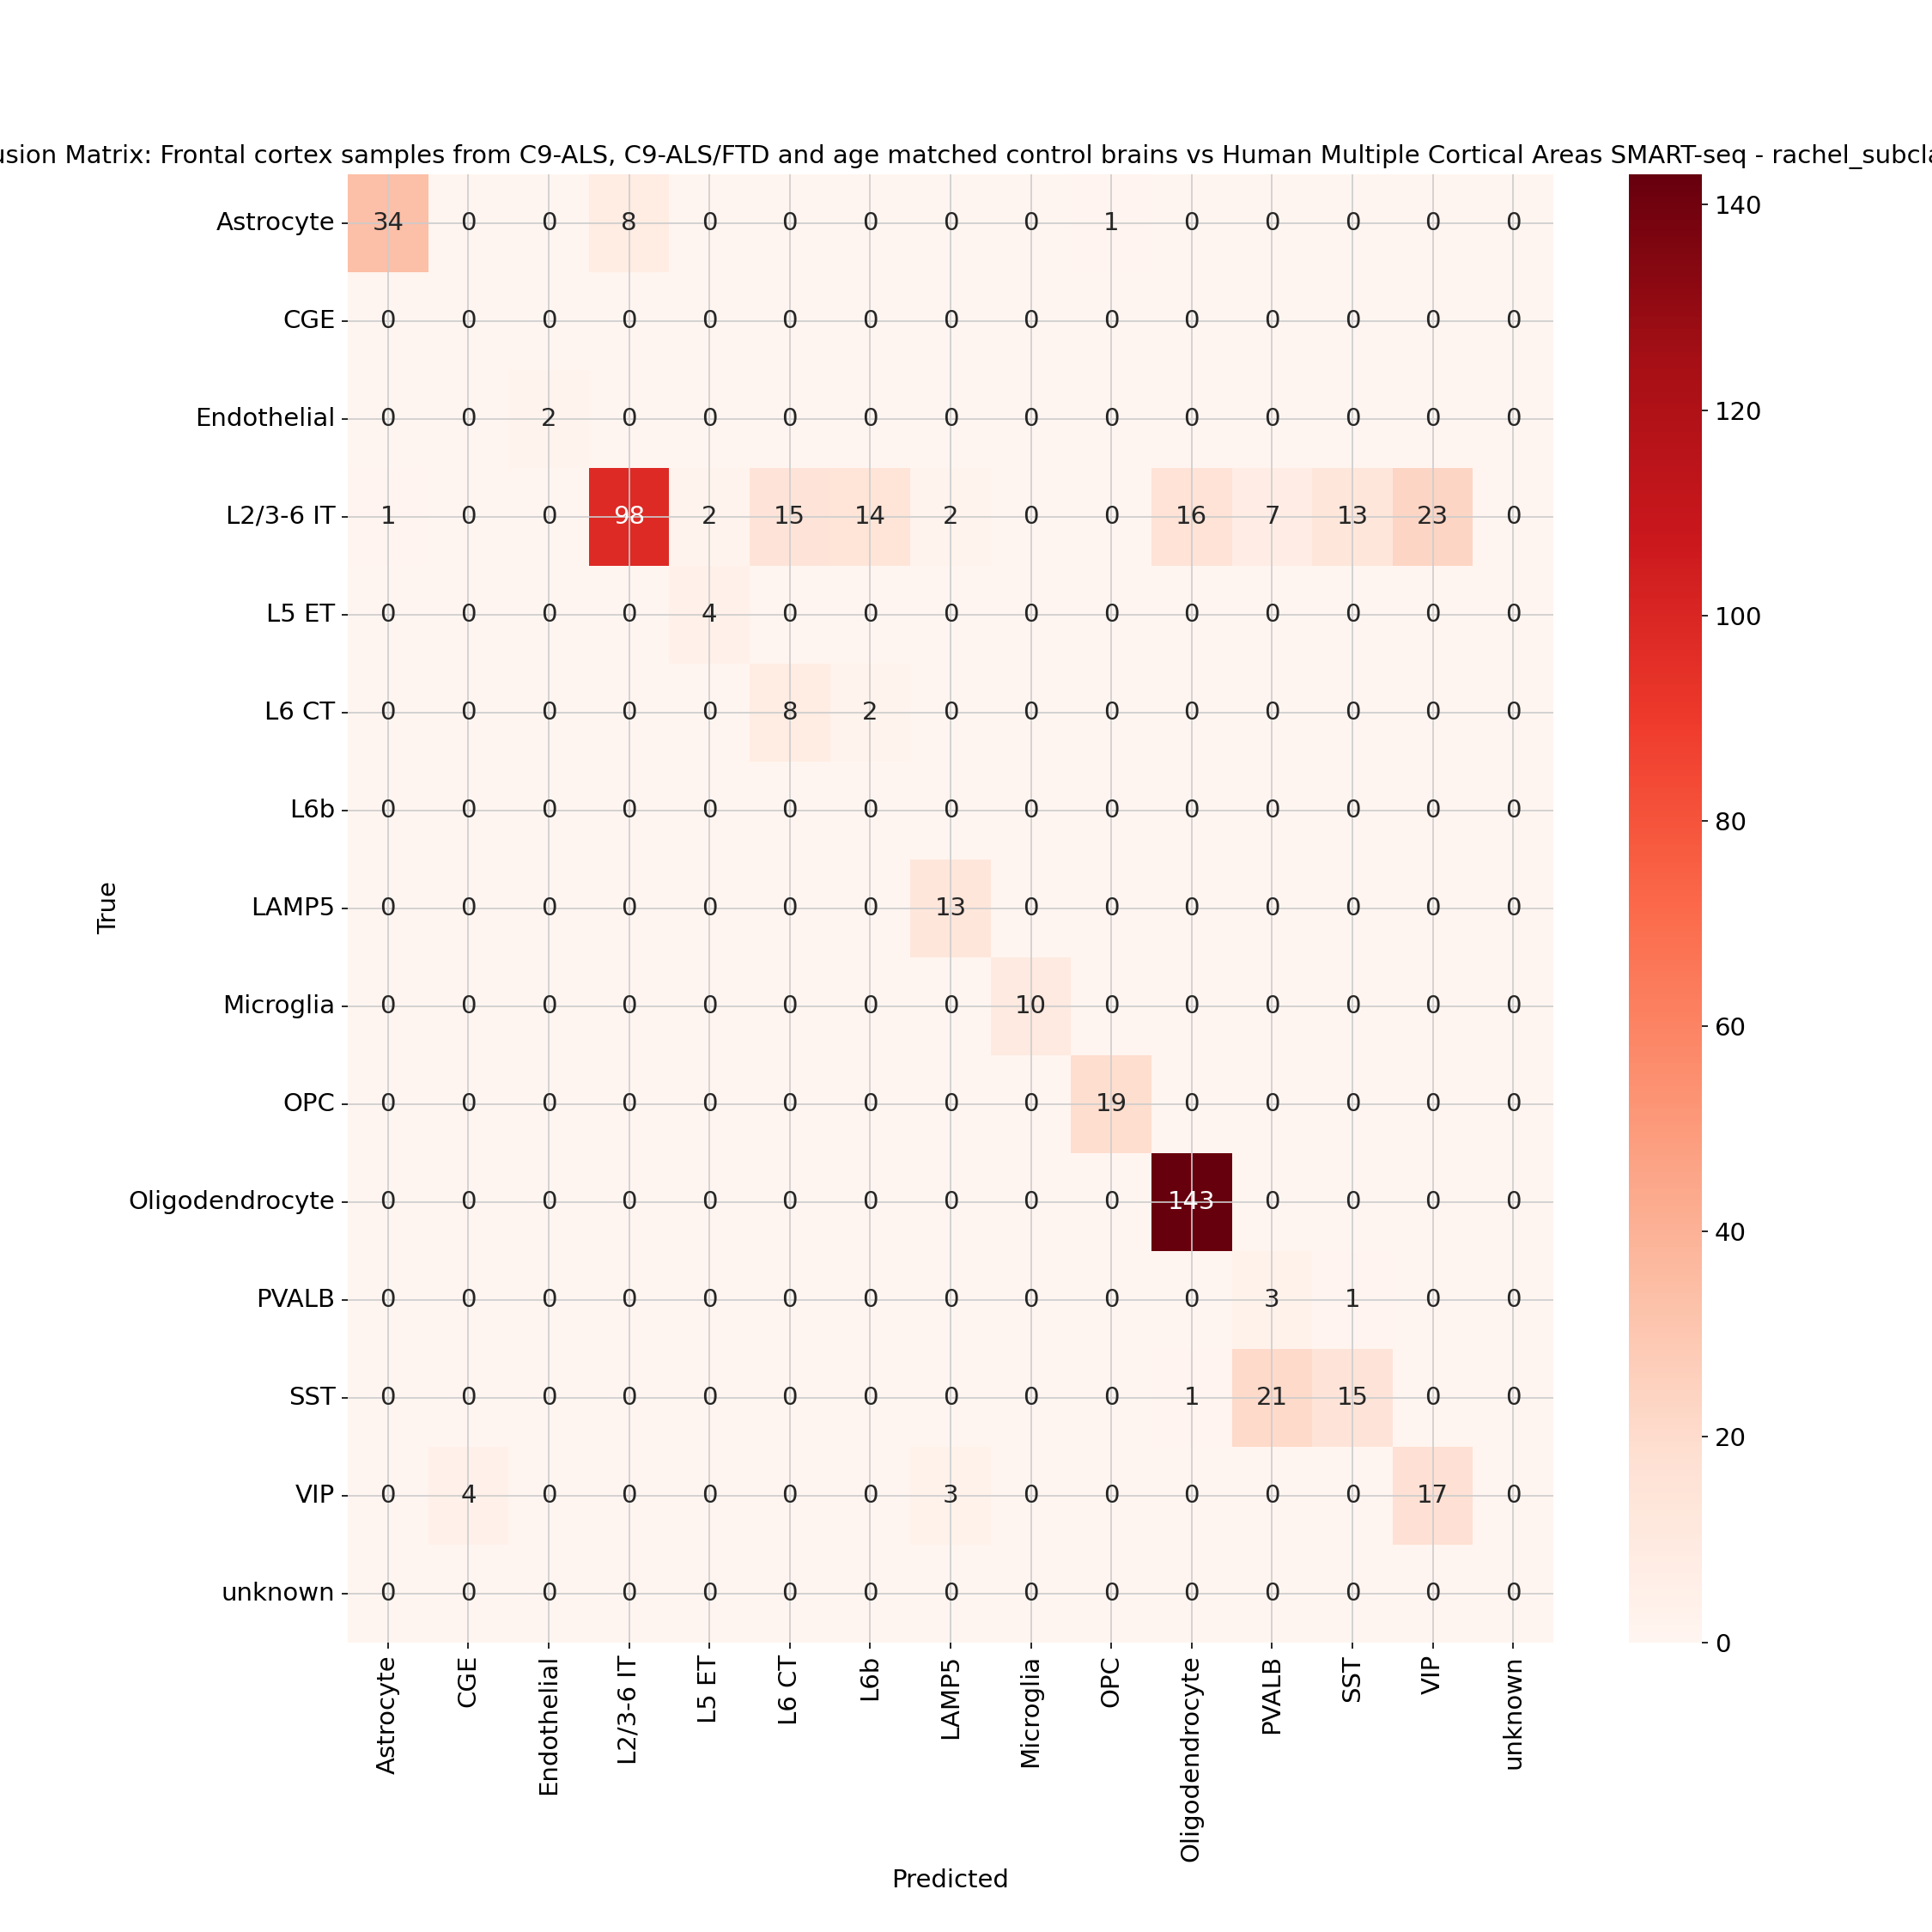 usion Matrix: Frontal cortex samples from C9-ALS, C9-ALS/FTD and age matched control brains vs Human Multiple Cortical Areas SMART-seq - rachel_subcla
Astrocyte 34 0 0 8 0 0 0 0 0 1 0 0 0 0 0
CGE 0 0 0 0 0 0 0 0 0 0 0 0 0 0 0
Endothelial 0 0 2 0 0 0 0 0 0 0 0 0 0 0 0
L2/3-6 IT 1 0 0 98 2 15 14 2 0 0 16 7 13 23 0
L5 ET 0 0 0 0 4 0 0 0 0 0 0 0 0 0 0
L6 CT 0 0 0 0 0 8 2 0 0 0 0 0 0 0 0
L6b 0 0 0 0 0 0 0 0 0 0 0 0 0 0 0
LAMP5 0 0 0 0 0 0 0 13 0 0 0 0 0 0 0
Microglia 0 0 0 0 0 0 0 0 10 0 0 0 0 0 0
OPC 0 0 0 0 0 0 0 0 0 19 0 0 0 0 0
Oligodendrocyte 0 0 0 0 0 0 0 0 0 0 143 0 0 0 0
PVALB 0 0 0 0 0 0 0 0 0 0 0 3 1 0 0
SST 0 0 0 0 0 0 0 0 0 0 1 21 15 0 0
VIP 0 4 0 0 0 0 0 3 0 0 0 0 0 17 0
unknown 0 0 0 0 0 0 0 0 0 0 0 0 0 0 0
True
Astrocyte CGE Endothelial L2/3-6 IT L5 ET L6 CT L6b LAMP5 Microglia OPC Oligodendrocyte PVALB SST VIP unknown
Predicted
140
120
100
80
60
40
20
0